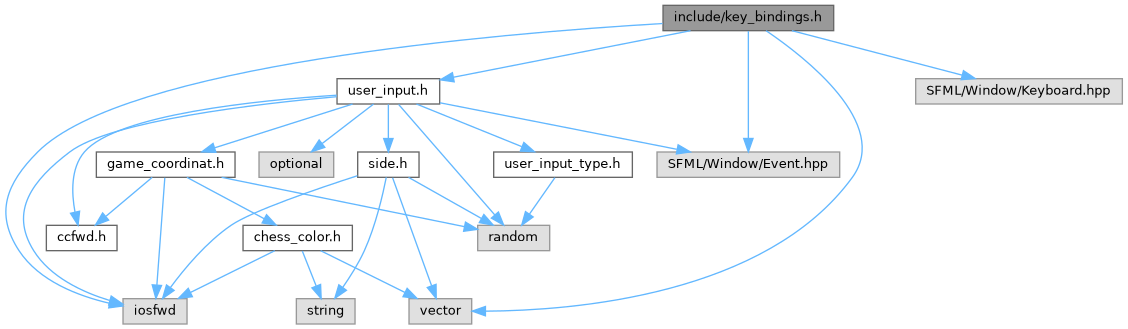 include/key_bindings.h
user_input.h
SFML/Window/Keyboard.hpp
game_coordinat.h
optional
side.h
user_input_type.h
SFML/Window/Event.hpp
ccfwd.h
chess_color.h
random
iosfwd
string
vector